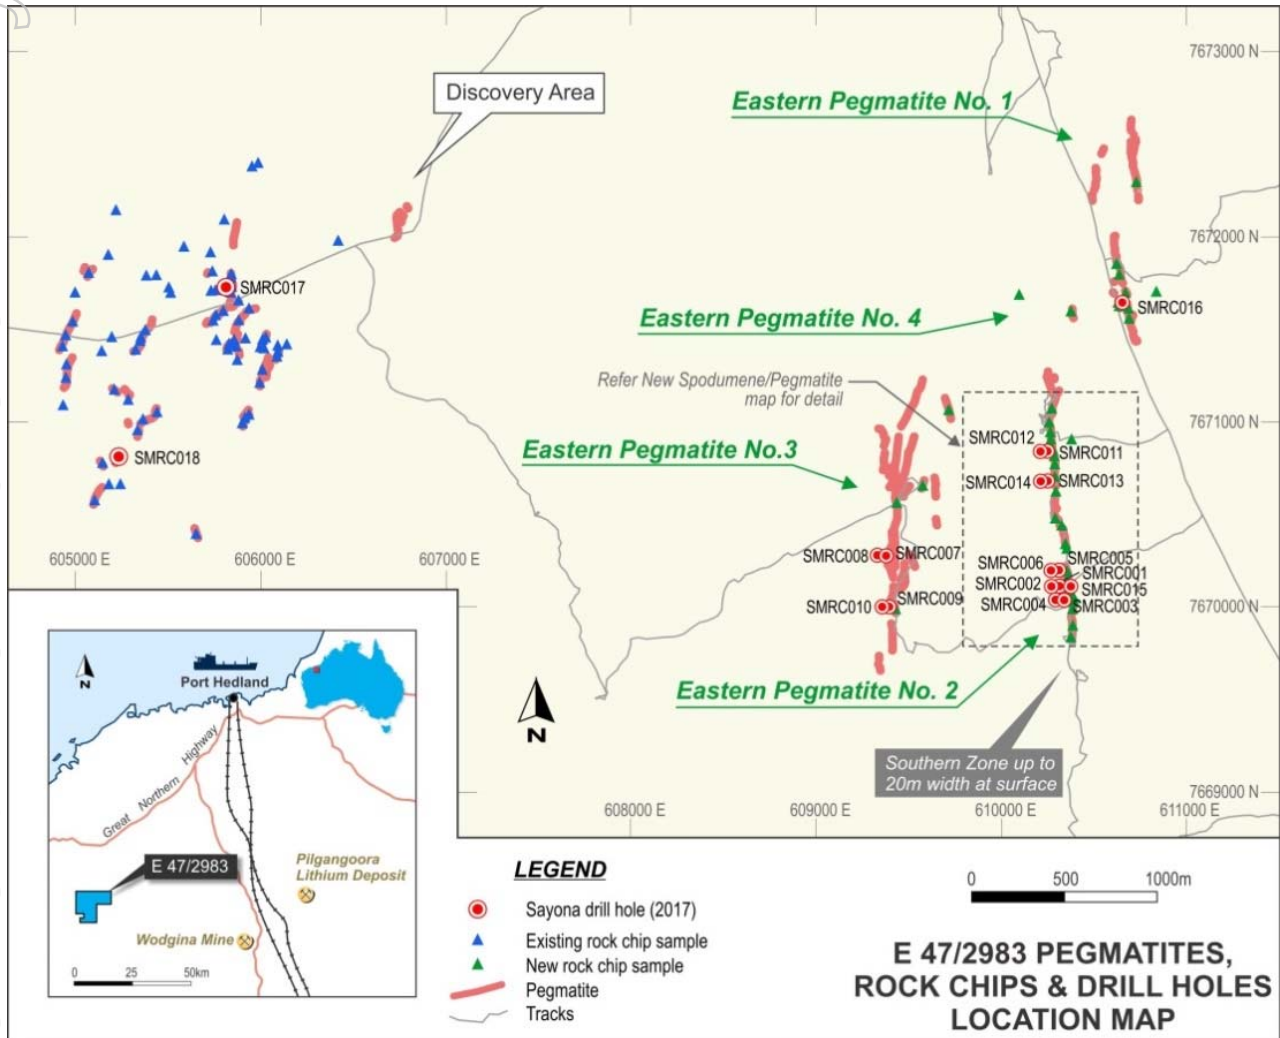 7673000 N
Discovery Area
Eastern Pegmatite No. 1
7672000 N
SMRC017
SMRC016
Eastern Pegmatite No. 4
Refer New Spodumene/Pegmatite
map for detail
7671000 N
SMRC012
SMRC011
Eastern Pegmatite No.3
SMRC018
SMRC014
SMRC013
605000 E
606000 E
607000 E
SMRC008
SMRC007
SMRC006
SMRC005
SMRC001
SMRC002
SMRC015
SMRC010
SMRC009
SMRC004
SMRC003
7670000 N
Eastern Pegmatite No. 2
N
Southern Zone up to
20m width at surface
7669000 N
608000 E
609000 E
610000 E
611000 E
N
Port Hedland
Great Northern Highway
E 47/2983
Pilgangoora
Lithium Deposit
Wodgina Mine
0 25 50km
LEGEND
Sayona drill hole (2017)
Existing rock chip sample
New rock chip sample
Pegmatite
Tracks
0 500 1000m
E 47/2983 PEGMATITES,
ROCK CHIPS & DRILL HOLES
LOCATION MAP